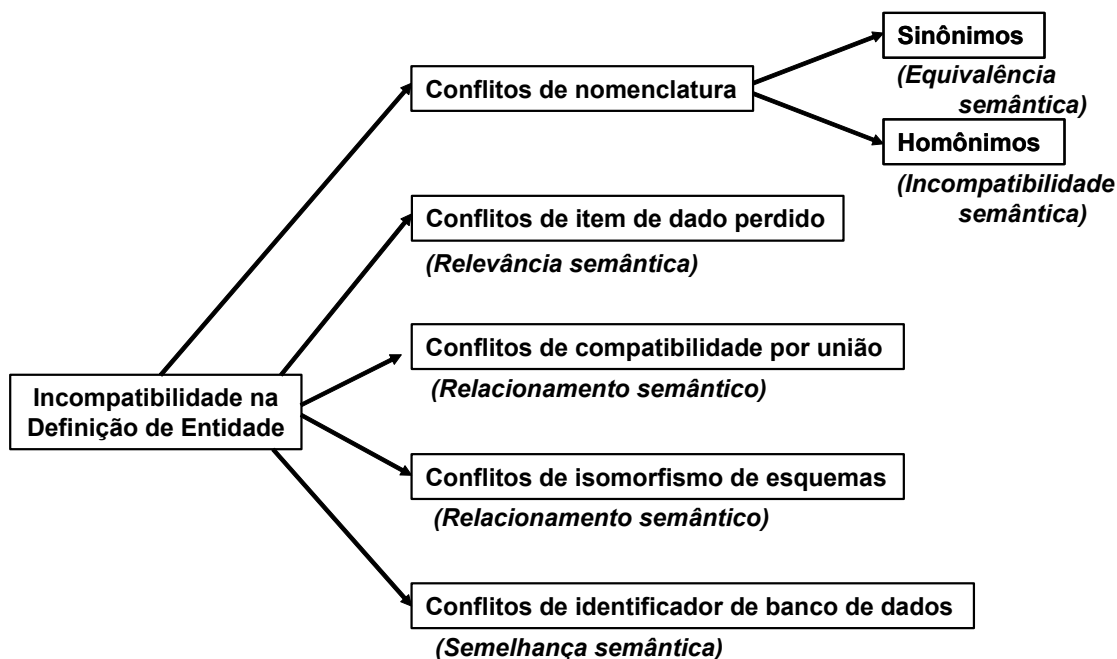 Sinônimos
(Equivalência
semântica)
Conflitos de nomenclatura
Homônimos
(Incompatibilidade
semântica)
Conflitos de item de dado perdido
(Relevância semântica)
Conflitos de compatibilidade por união
(Relacionamento semântico)
Incompatibilidade na
Definição de Entidade
Conflitos de isomorfismo de esquemas
(Relacionamento semântico)
Conflitos de identificador de banco de dados
(Semelhança semântica)